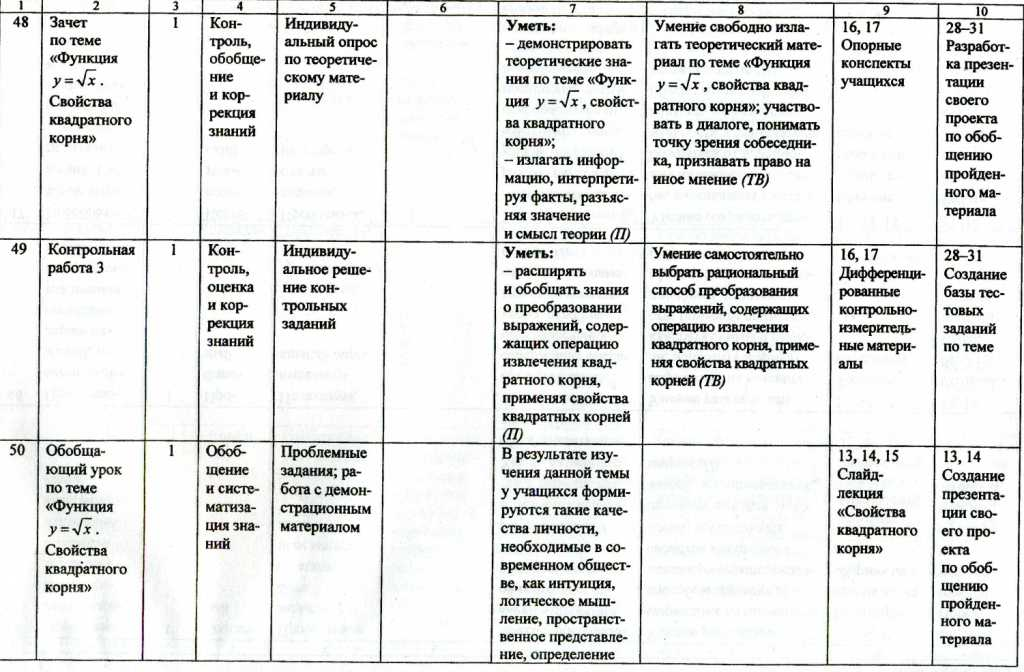 1 2 3 4 5 6 7 8 9 10
48
Зачет
по теме
«Функция
y = √x .
Свойства
квадратного
корня»
1
Кон-
троль,
обобще-
ние
и кор-
рекция
знаний
Индивиду-
альный опрос
по теоретиче-
скому мате-
риалу
Уметь:
– демонстрировать
теоретические зна-
ния по теме «Функ-
ция y = √x , свойст-
ва квадратного
корня»;
– излагать инфор-
мацию, интерпрети-
руя факты, разъяс-
няя значение
и смысл теории (П)
Умение свободно изла-
гать теоретический мате-
риал по теме «Функция
y = √x , свойства квад-
ратного корня»; участво-
вать в диалоге, понимать
точку зрения собеседни-
ка, признавать право на
иное мнение (ТВ)
16, 17
Опорные
конспекты
учащихся
28–31
Разработ-
ка презен-
тации
своего
проекта
по обоб-
щению
пройден-
ного ма-
териала
49
Контрольная
работа 3
1
Кон-
троль,
оценка
и кор-
рекция
знаний
Индивиду-
альное реше-
ние кон-
трольных
заданий
Уметь:
– расширять
и обобщать знания
о преобразовании
выражений, содер-
жащих операцию
извлечения квад-
ратного корня,
применяя свойства
квадратных корней
(П)
Умение самостоятельно
выбрать рациональный
способ преобразования
выражений, содержащих
операцию извлечения
квадратного корня, приме-
няя свойства квадратных
корней (ТВ)
16, 17
Дифференци-
рованные
контрольно-
измеритель-
ные матери-
алы
28–31
Создание
базы тес-
товых
заданий
по теме
50
Обобща-
ющий урок
по теме
«Функция
y = √x .
Свойства
квадратного
корня»
1
Обоб-
щение
и систе-
матиза-
ция зна-
ний
Проблемные
задания; ра-
бота с демон-
страционным
материалом
В результате изу-
чения данной темы
у учащихся форми-
руются такие каче-
ства личности,
необходимые в со-
временном общест-
ве, как интуиция,
логическое мыш-
ление, пространст-
венное представле-
ние, определение
13, 14, 15
Слайд-
лекция
«Свойства
квадратного
корня»
13, 14
Создание
презента-
ции сво-
его про-
екта
по обоб-
щению
пройден-
ного ма-
териала